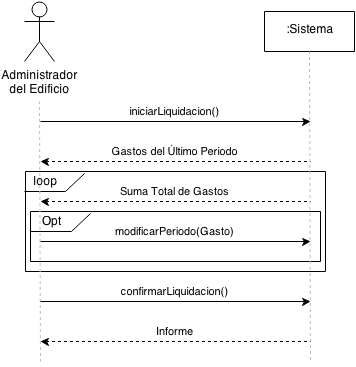 :Sistema
Administrador
del Edificio
iniciarLiquidacion()
Gastos del Último Periodo
loop
Suma Total de Gastos
Opt
modificarPeriodo(Gasto)
confirmarLiquidacion()
Informe